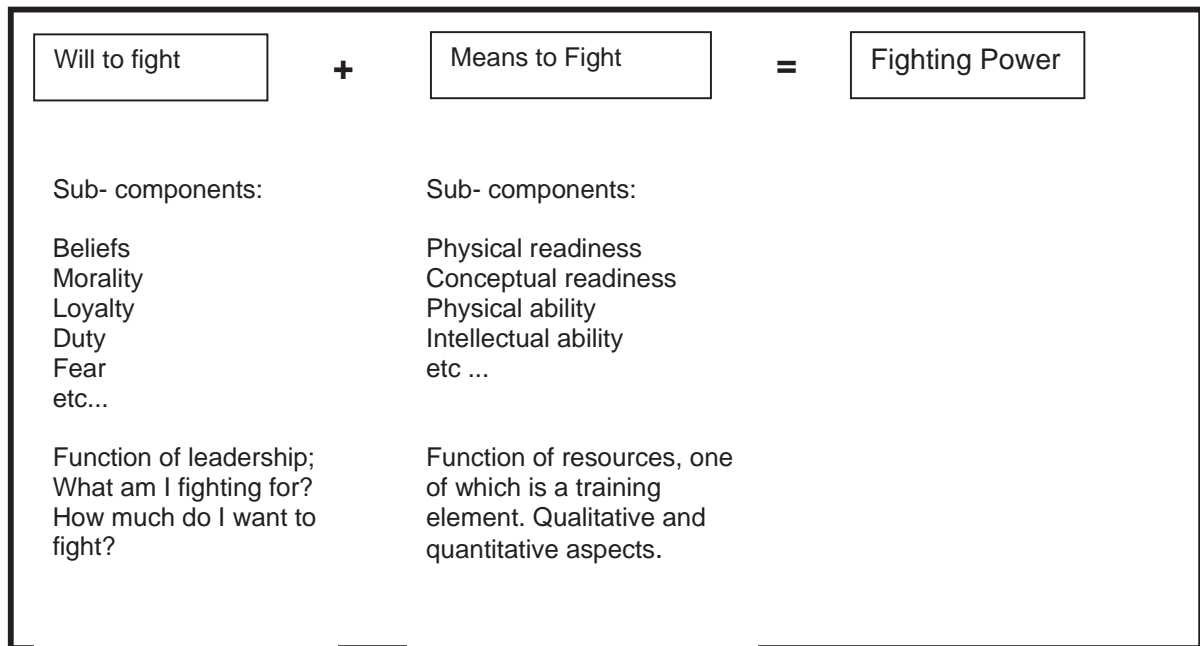 Will to fight + Means to Fight = Fighting Power
Sub- components:
Beliefs
Morality
Loyalty
Duty
Fear
etc...
Function of leadership;
What am I fighting for?
How much do I want to
fight?
Sub- components:
Physical readiness
Conceptual readiness
Physical ability
Intellectual ability
etc ...
Function of resources, one
of which is a training
element. Qualitative and
quantitative aspects.